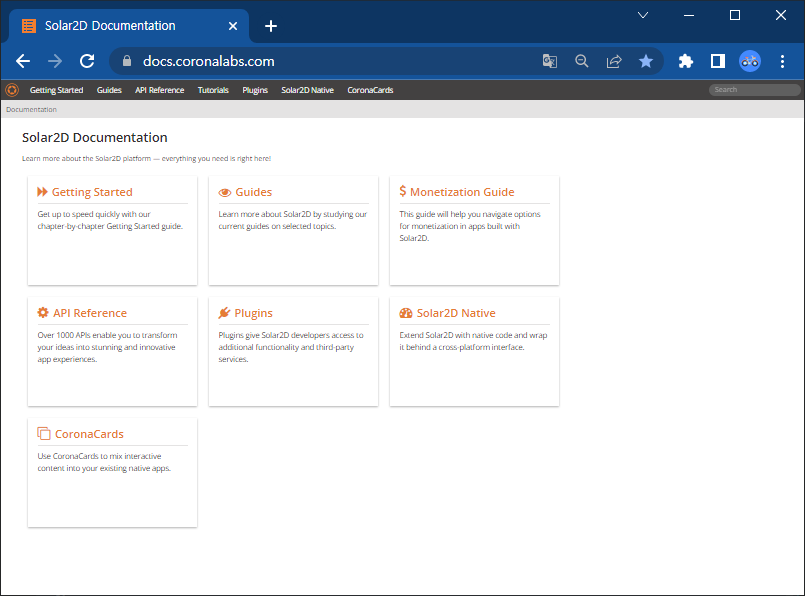 Solar2D Documentation
docs.coronalabs.com
Getting Started Guides API Reference Tutorials Plugins Solar2D Native CoronaCards Search
Documentation
Solar2D Documentation
Learn more about the Solar2D platform — everything you need is right here!
Getting Started
Get up to speed quickly with our
chapter-by-chapter Getting Started guide.
Guides
Learn more about Solar2D by studying our
current guides on selected topics.
$ Monetization Guide
This guide will help you navigate options
for monetization in apps built with
Solar2D.
API Reference
Over 1000 APIs enable you to transform
your ideas into stunning and innovative
app experiences.
Plugins
Plugins give Solar2D developers access to
additional functionality and third-party
services.
Solar2D Native
Extend Solar2D with native code and wrap
it behind a cross-platform interface.
CoronaCards
Use CoronaCards to mix interactive
content into your existing native apps.